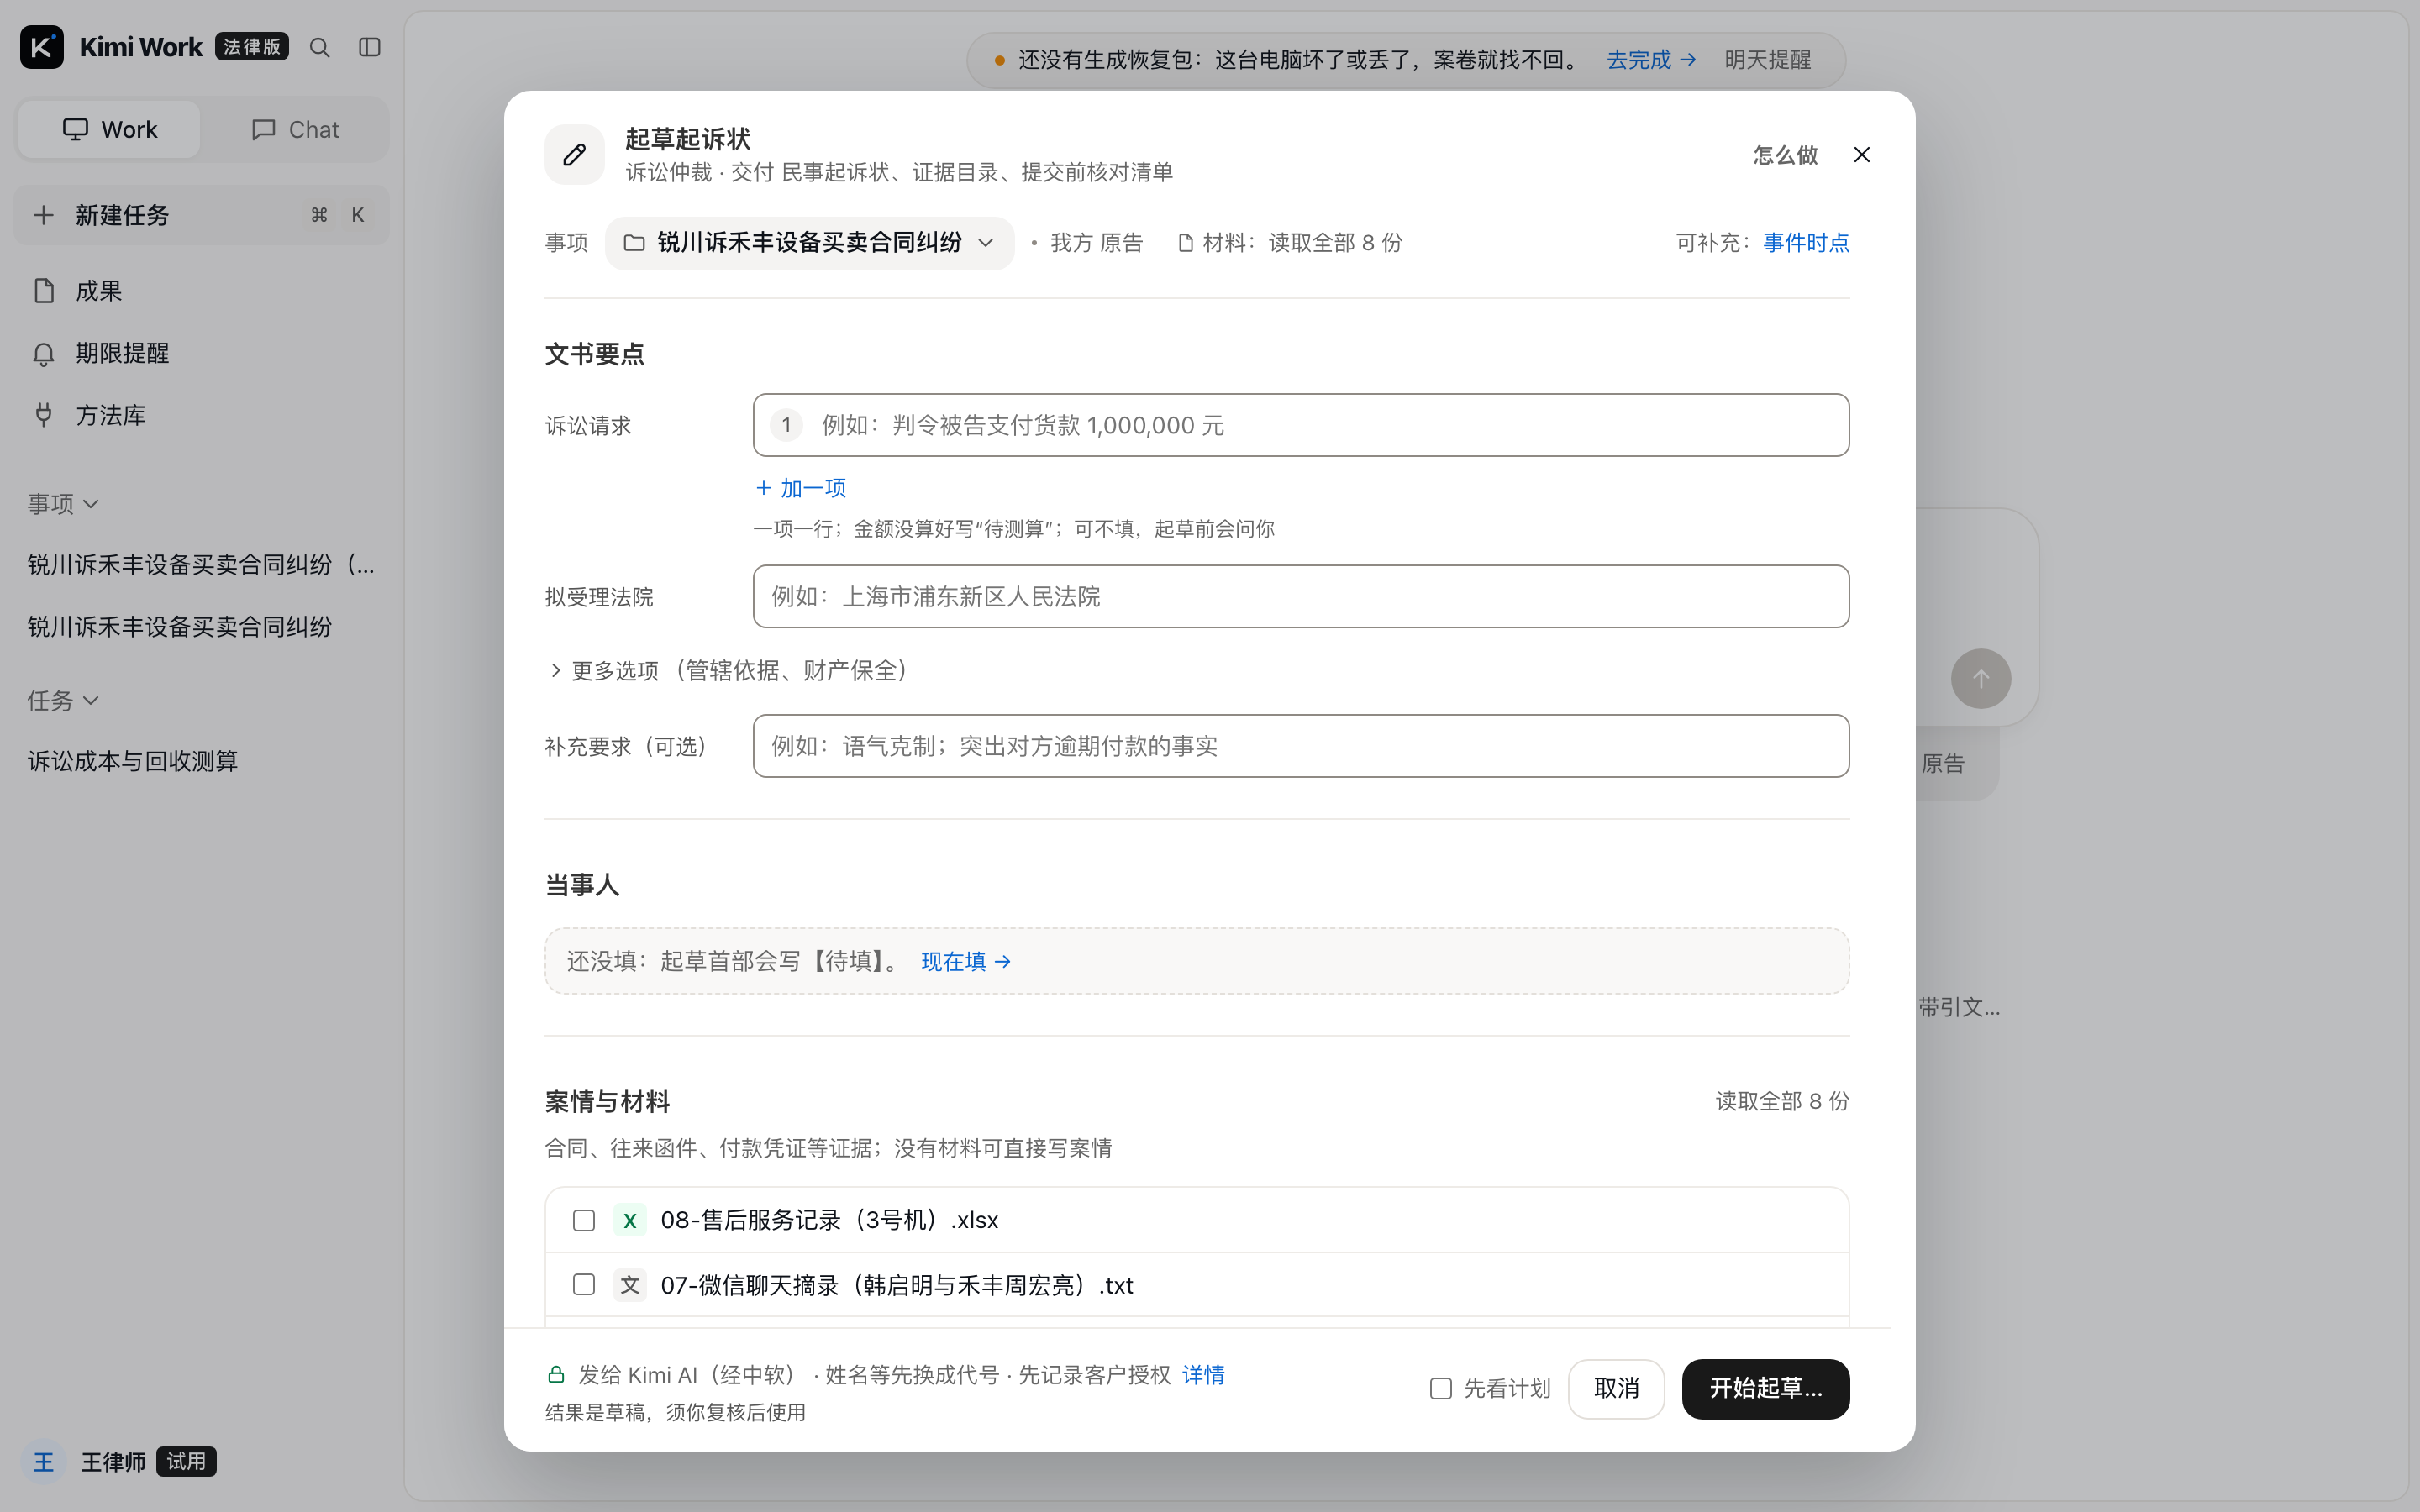 Kimi Work 法律版
Work Chat
新建任务 ⌘ K
成果
期限提醒
方法库
事项
锐川诉禾丰设备买卖合同纠纷（...
锐川诉禾丰设备买卖合同纠纷
任务
诉讼成本与回收测算
王 王律师 试用
还没有生成恢复包：这台电脑坏了或丢了，案卷就找不回。 去完成 → 明天提醒
起草起诉状
诉讼仲裁 · 交付 民事起诉状、证据目录、提交前核对清单
怎么做
事项 锐川诉禾丰设备买卖合同纠纷 • 我方 原告 材料：读取全部 8 份 可补充：事件时点
文书要点
诉讼请求 1 例如：判令被告支付货款 1,000,000 元
+ 加一项
一项一行；金额没算好写“待测算”；可不填，起草前会问你
拟受理法院 例如：上海市浦东新区人民法院
更多选项（管辖依据、财产保全）
补充要求（可选） 例如：语气克制；突出对方逾期付款的事实
当事人
还没填：起草首部会写【待填】。 现在填 →
案情与材料 读取全部 8 份
合同、往来函件、付款凭证等证据；没有材料可直接写案情
X 08-售后服务记录（3号机）.xlsx
文 07-微信聊天摘录（韩启明与禾丰周宏亮）.txt
发给 Kimi AI（经中软） · 姓名等先换成代号 · 先记录客户授权 详情
结果是草稿，须你复核后使用
先看计划 取消 开始起草...
原告
带引文...